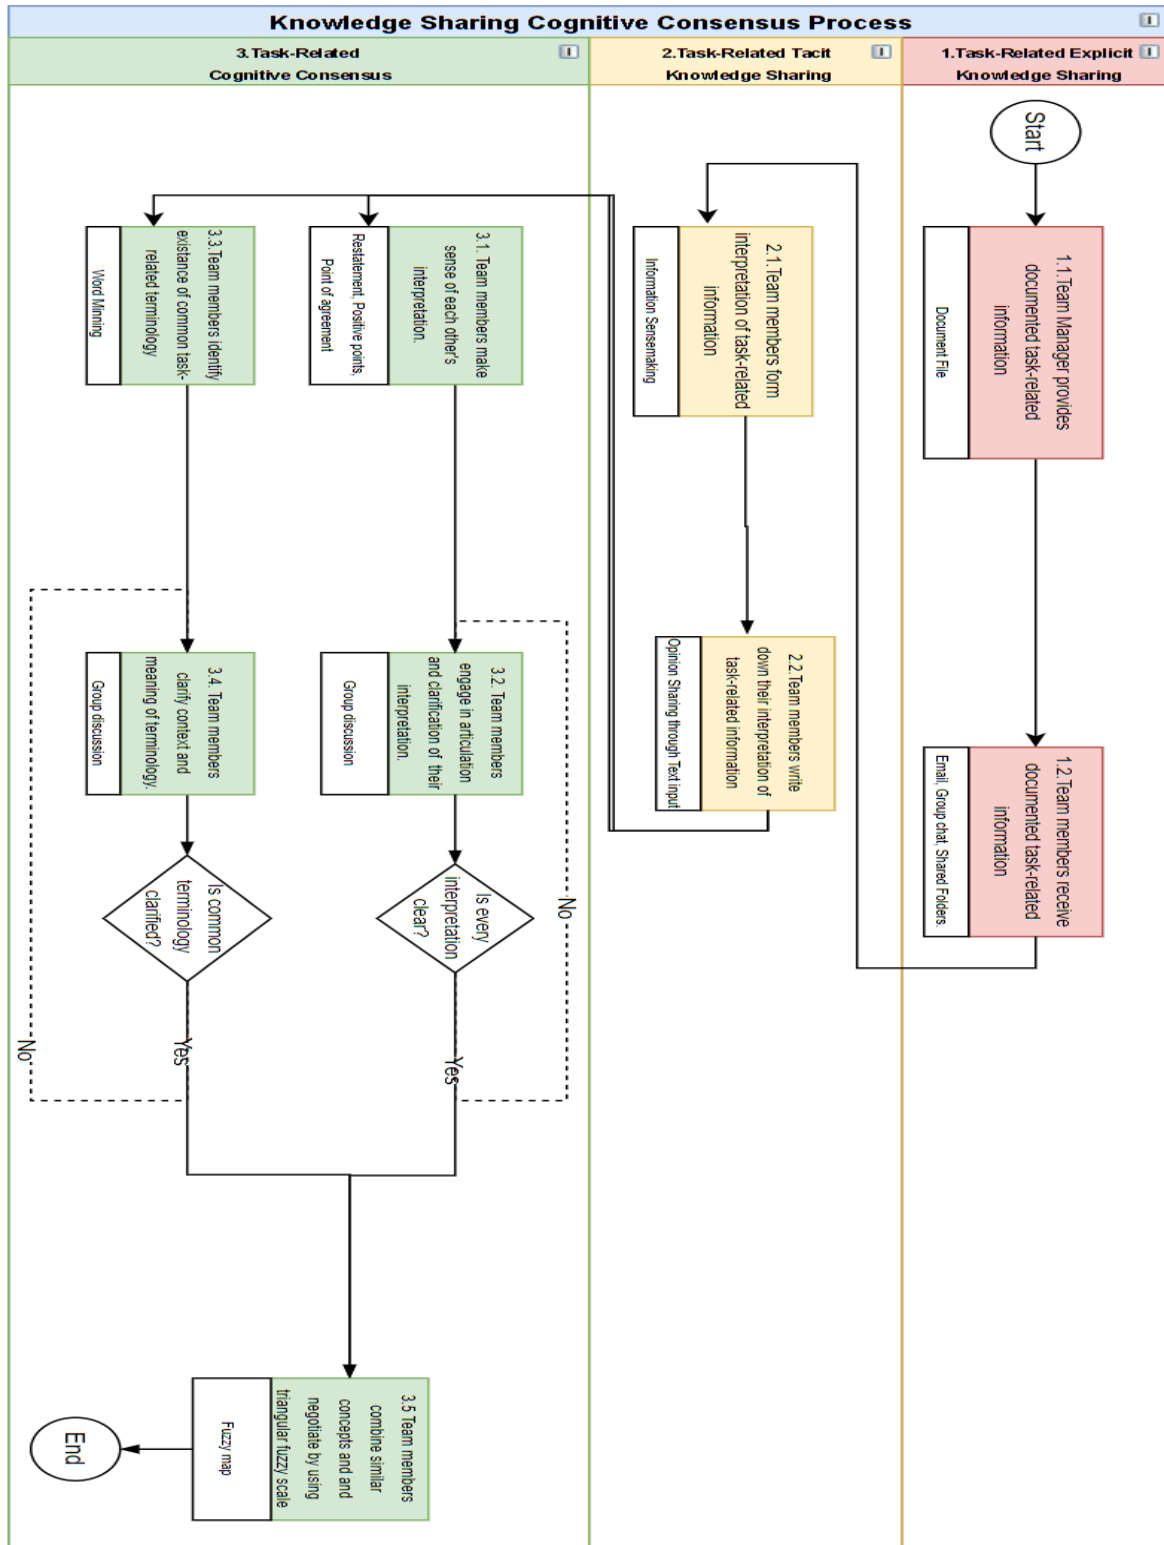 Knowledge Sharing Cognitive Consensus Process
1.Task-Related Explicit
Knowledge Sharing
Start
1.1.Team Manager provides
documented task-related
information
Document File
1.2.Team members receive
documented task-related
information
Email, Group chat, Shared Folders.
2.Task-Related Tacit
Knowledge Sharing
2.1.Team members form
interpretation of task-related
information
Information Sensemaking
2.2.Team members write
down their interpretation of
task-related information
Opinion Sharing through Text input
3.Task-Related
Cognitive Consensus
3.1. Team members make
sense of each other's
interpretation.
Restatement, Positive points,
Point of agreement
3.2. Team members
engage in articulation
and clarification of their
interpretation.
Group discussion
Is every
interpretation
clear?
No
Yes
3.3.Team members identify
existance of common task-
related terminology
Word Minning
3.4. Team members
clarify context and
meaning of terminology.
Group discussion
Is common
terminology
clarified?
Yes
No
3.5 Team members
combine similar
concepts and and
negotiate by using
triangular fuzzy scale
Fuzzy map
End